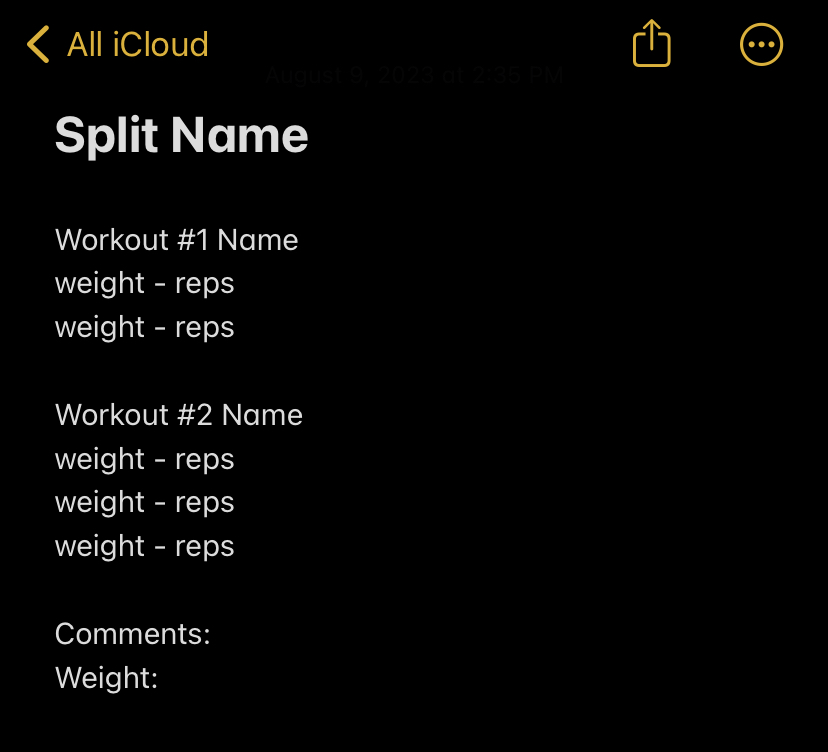 All iCloud
August 9, 2023 at 2:35 PM
Split Name
Workout #1 Name
weight - reps
weight - reps
Workout #2 Name
weight - reps
weight - reps
weight - reps
Comments:
Weight: